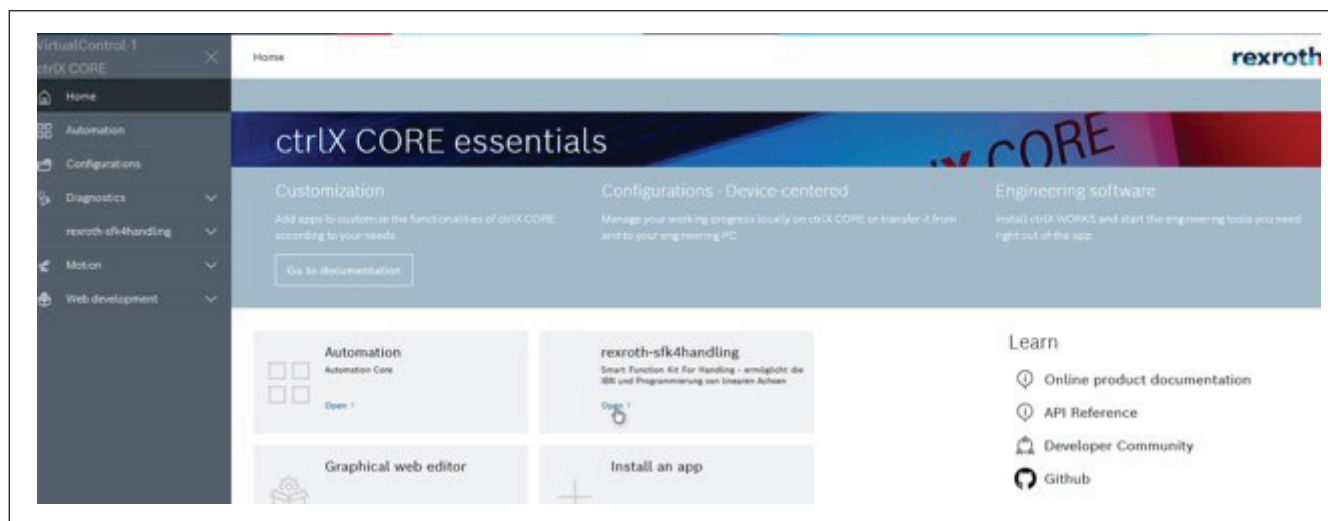 VirtualControl-1
ctrlX CORE
Home
Automation
Configurations
Diagnostics
rexroth-sfk4handling
Motion
Web development
Home
rexroth
ctrlX CORE essentials
X CORE
Customization
Add apps to customize the functionalities of ctrlX CORE
according to your needs.
Go to documentation
Configurations - Device-centered
Manage your working progress locally on ctrlX CORE or transfer it from
and to your engineering PC.
Engineering software
Install ctrlX WORKS and start the engineering tools you need
right out of the app.
Automation
Automation Core
Open >
rexroth-sfk4handling
Smart Function Kit For Handling - ermöglicht die
IBN und Programmierung von linearen Achsen
Open >
Graphical web editor
Install an app
Learn
Online product documentation
API Reference
Developer Community
Github